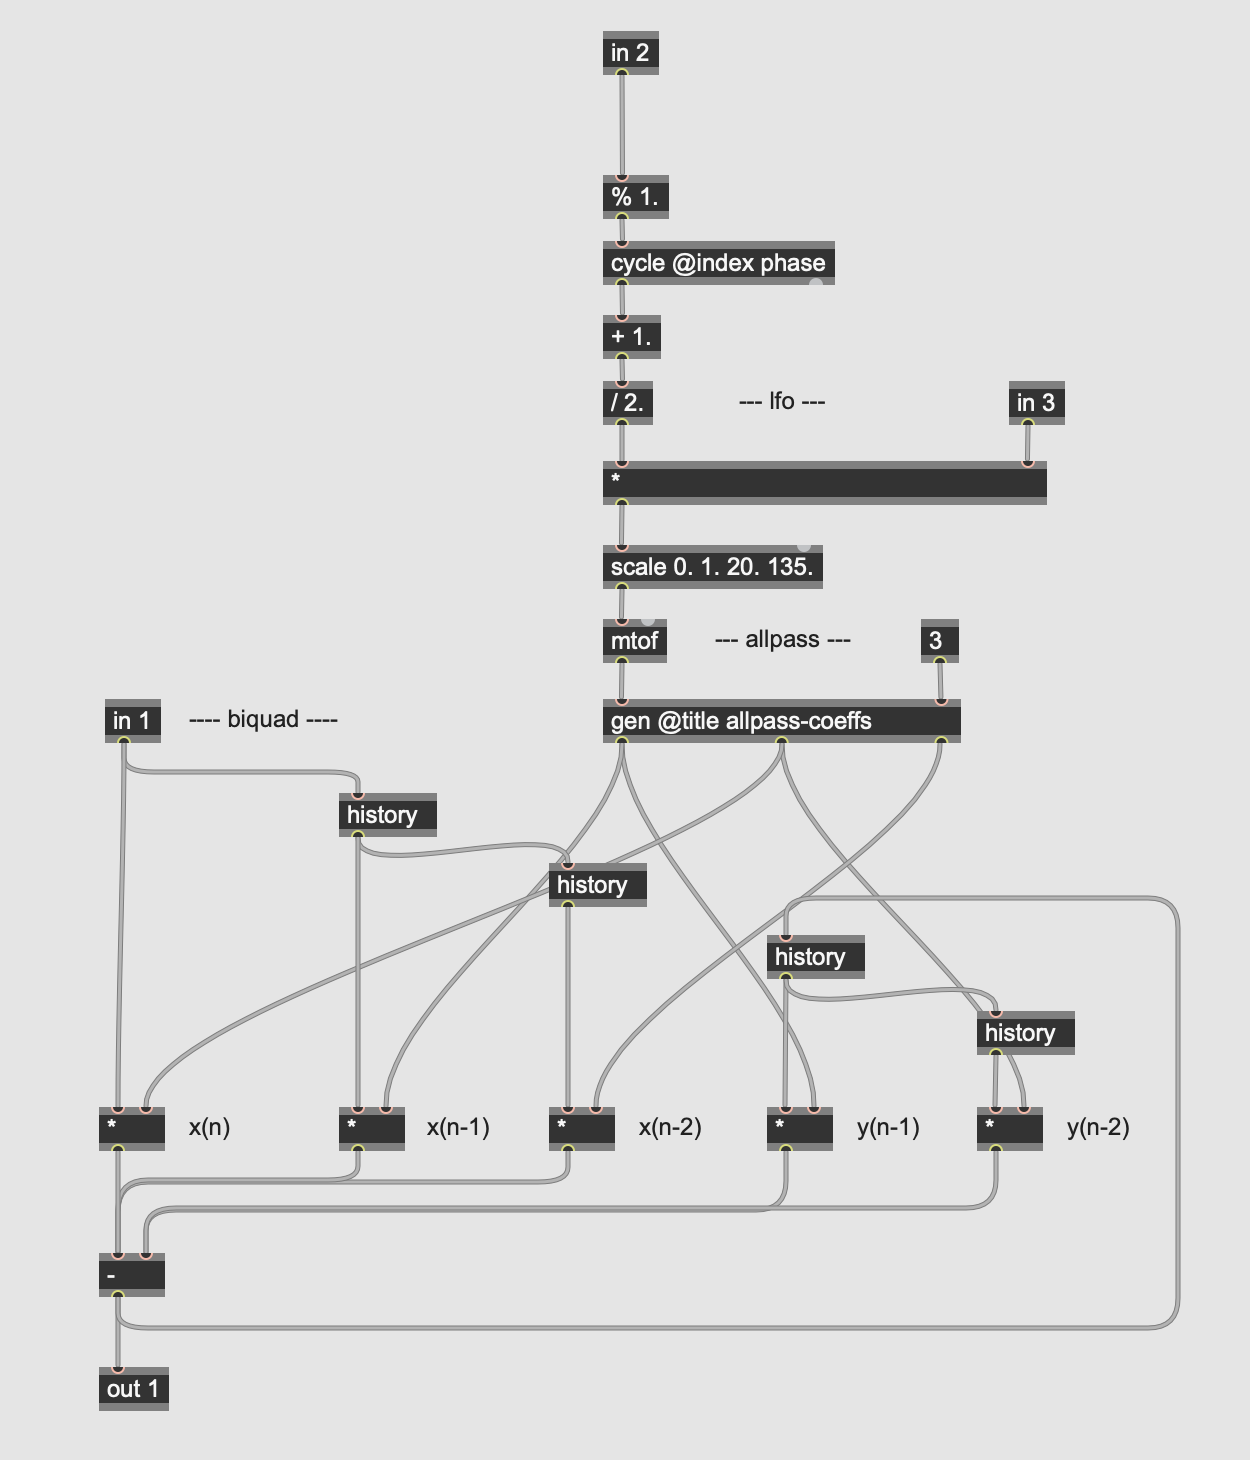 in 2
% 1.
cycle @index phase
+ 1.
/ 2.
--- lfo ---
in 3
*
scale 0. 1. 20. 135.
mtof
--- allpass ---
3
in 1
---- biquad ----
gen @title allpass-coeffs
history
history
history
history
*
x(n)
*
x(n-1)
*
x(n-2)
*
y(n-1)
*
y(n-2)
-
out 1